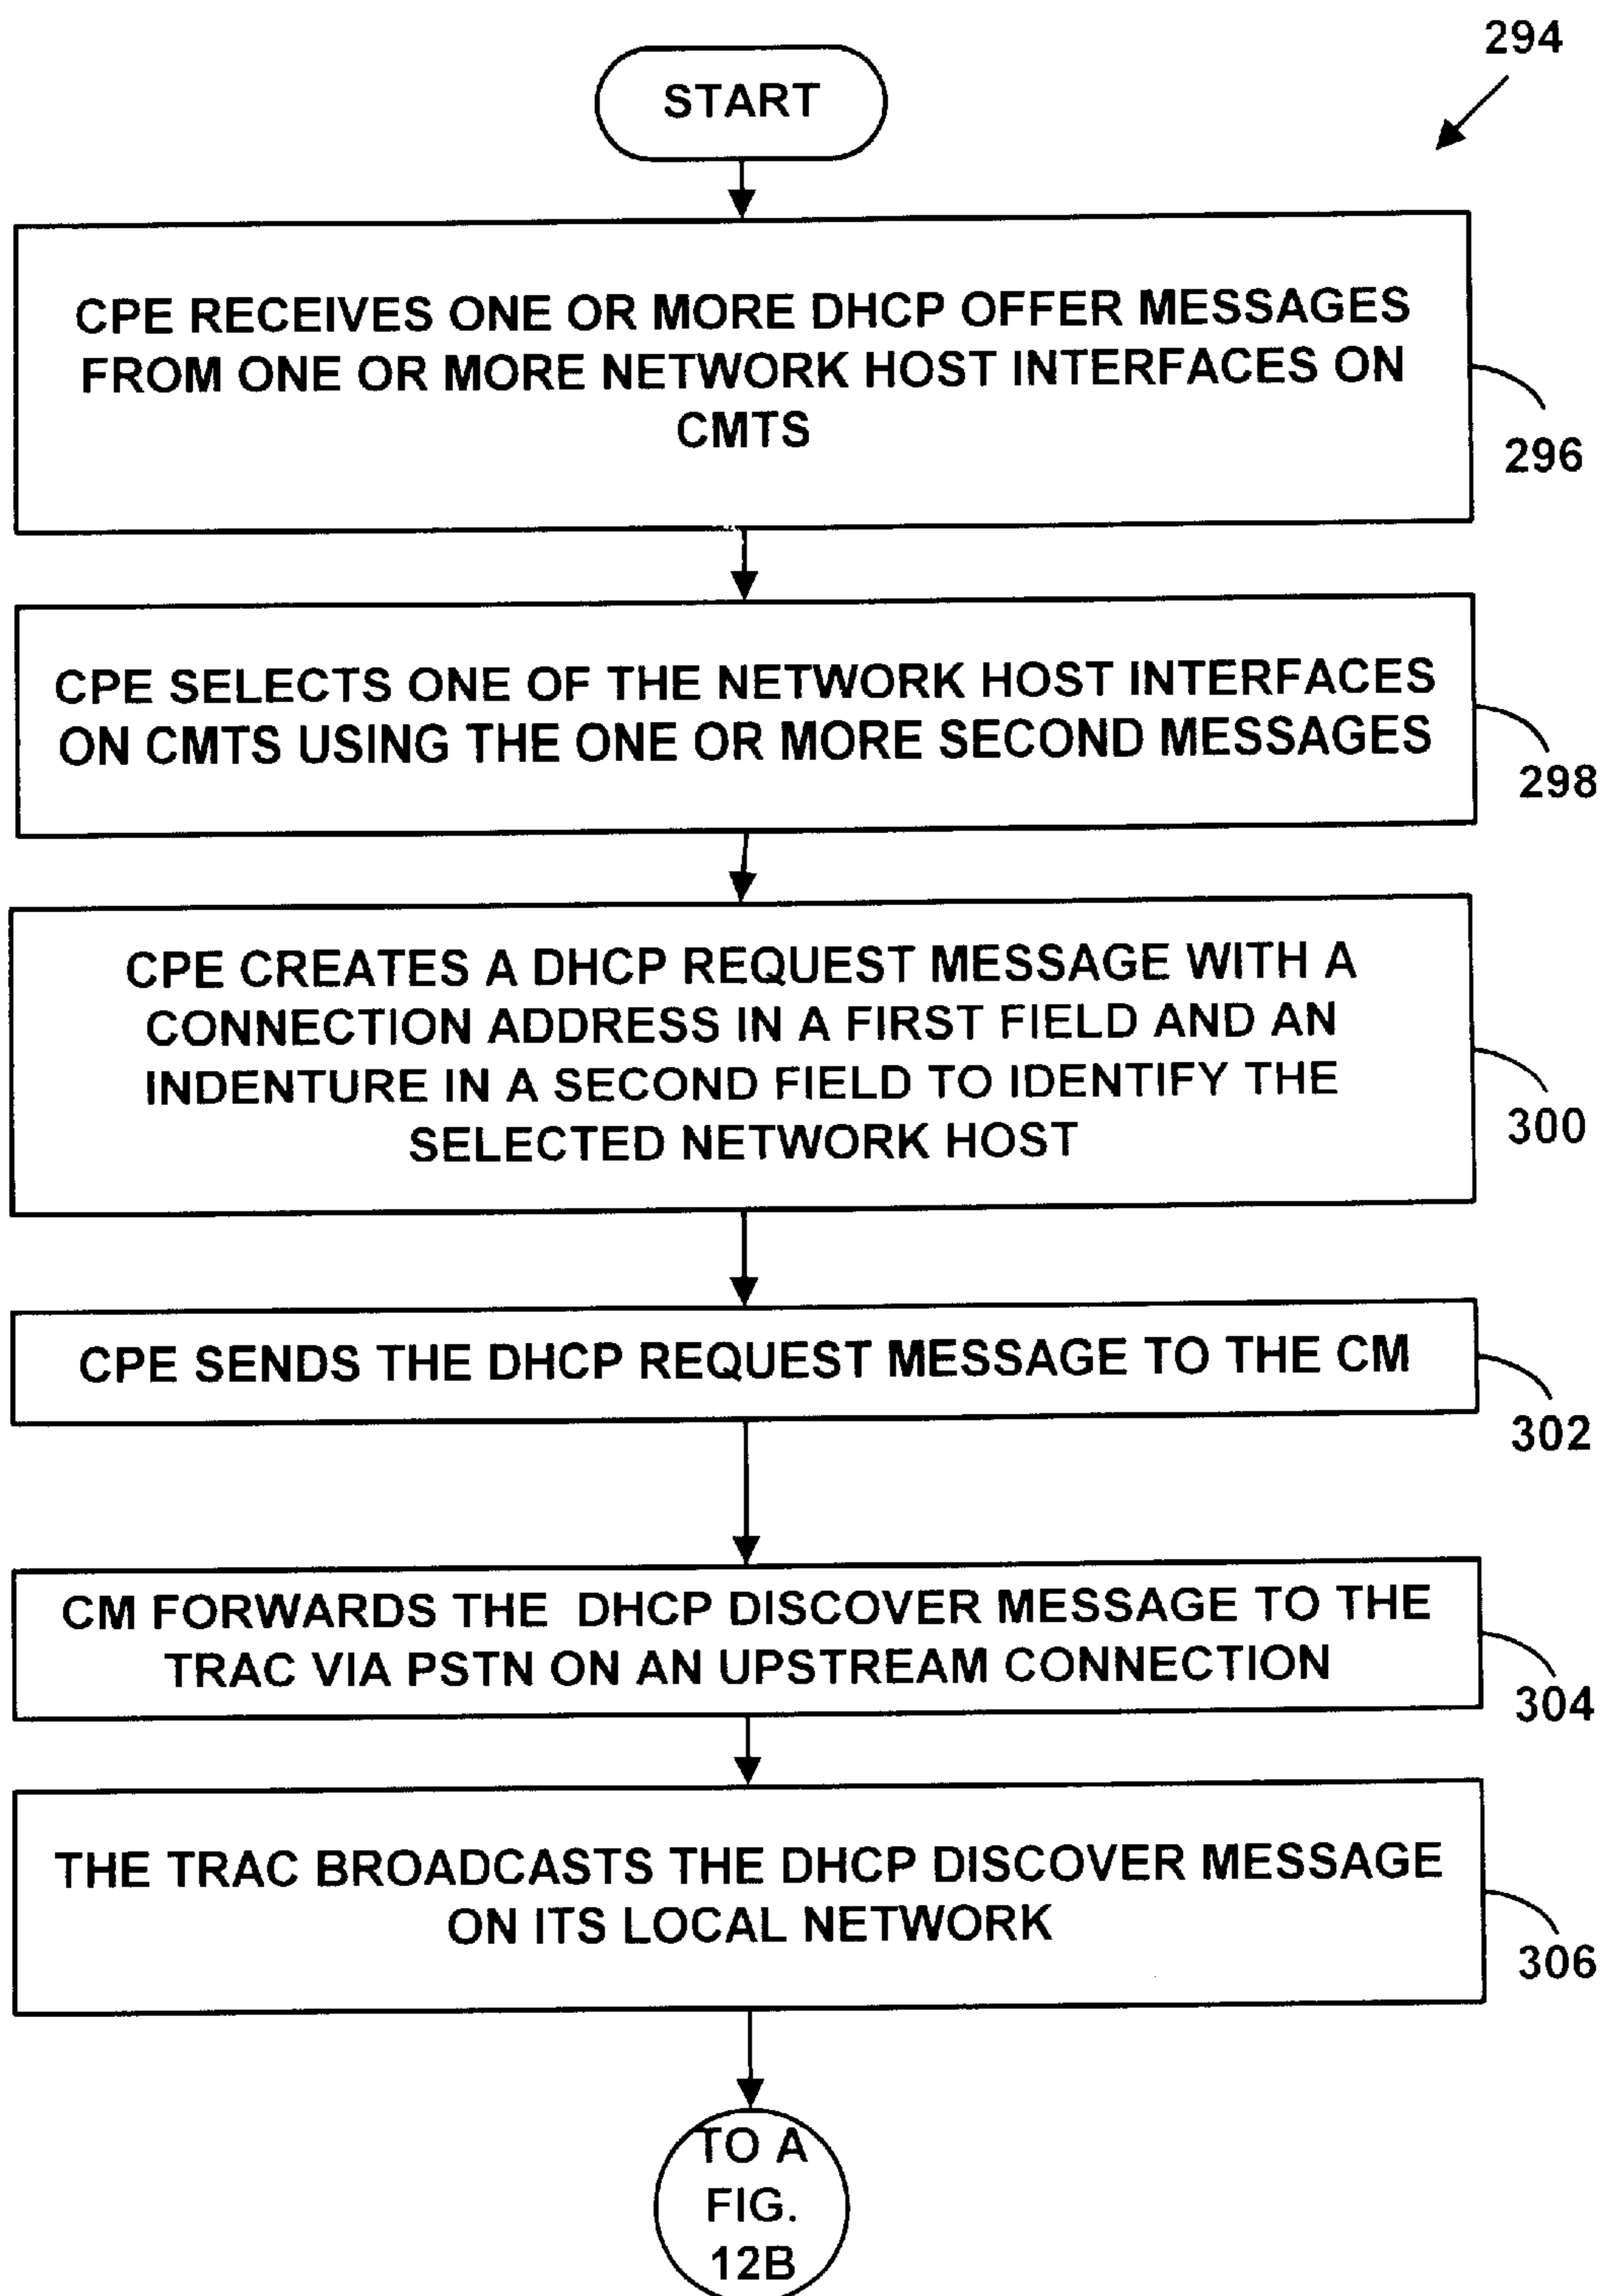 294
START
CPE RECEIVES ONE OR MORE DHCP OFFER MESSAGES
FROM ONE OR MORE NETWORK HOST INTERFACES ON
CMTS
296
CPE SELECTS ONE OF THE NETWORK HOST INTERFACES
ON CMTS USING THE ONE OR MORE SECOND MESSAGES
298
CPE CREATES A DHCP REQUEST MESSAGE WITH A
CONNECTION ADDRESS IN A FIRST FIELD AND AN
INDENTURE IN A SECOND FIELD TO IDENTIFY THE
SELECTED NETWORK HOST
300
CPE SENDS THE DHCP REQUEST MESSAGE TO THE CM
302
CM FORWARDS THE DHCP DISCOVER MESSAGE TO THE
TRAC VIA PSTN ON AN UPSTREAM CONNECTION
304
THE TRAC BROADCASTS THE DHCP DISCOVER MESSAGE
ON ITS LOCAL NETWORK
306
TO A
FIG.
12B